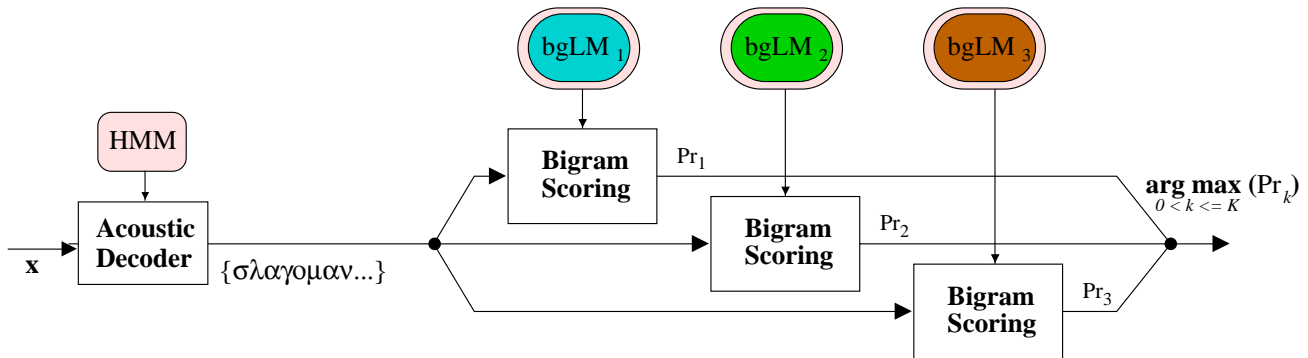 bgLM 1
bgLM 2
bgLM 3
HMM
Acoustic
Decoder
x
{σλαγομαν...}
Bigram
Scoring
Pr1
Bigram
Scoring
Pr2
Bigram
Scoring
Pr3
arg max (Prk)
0 < k <= K